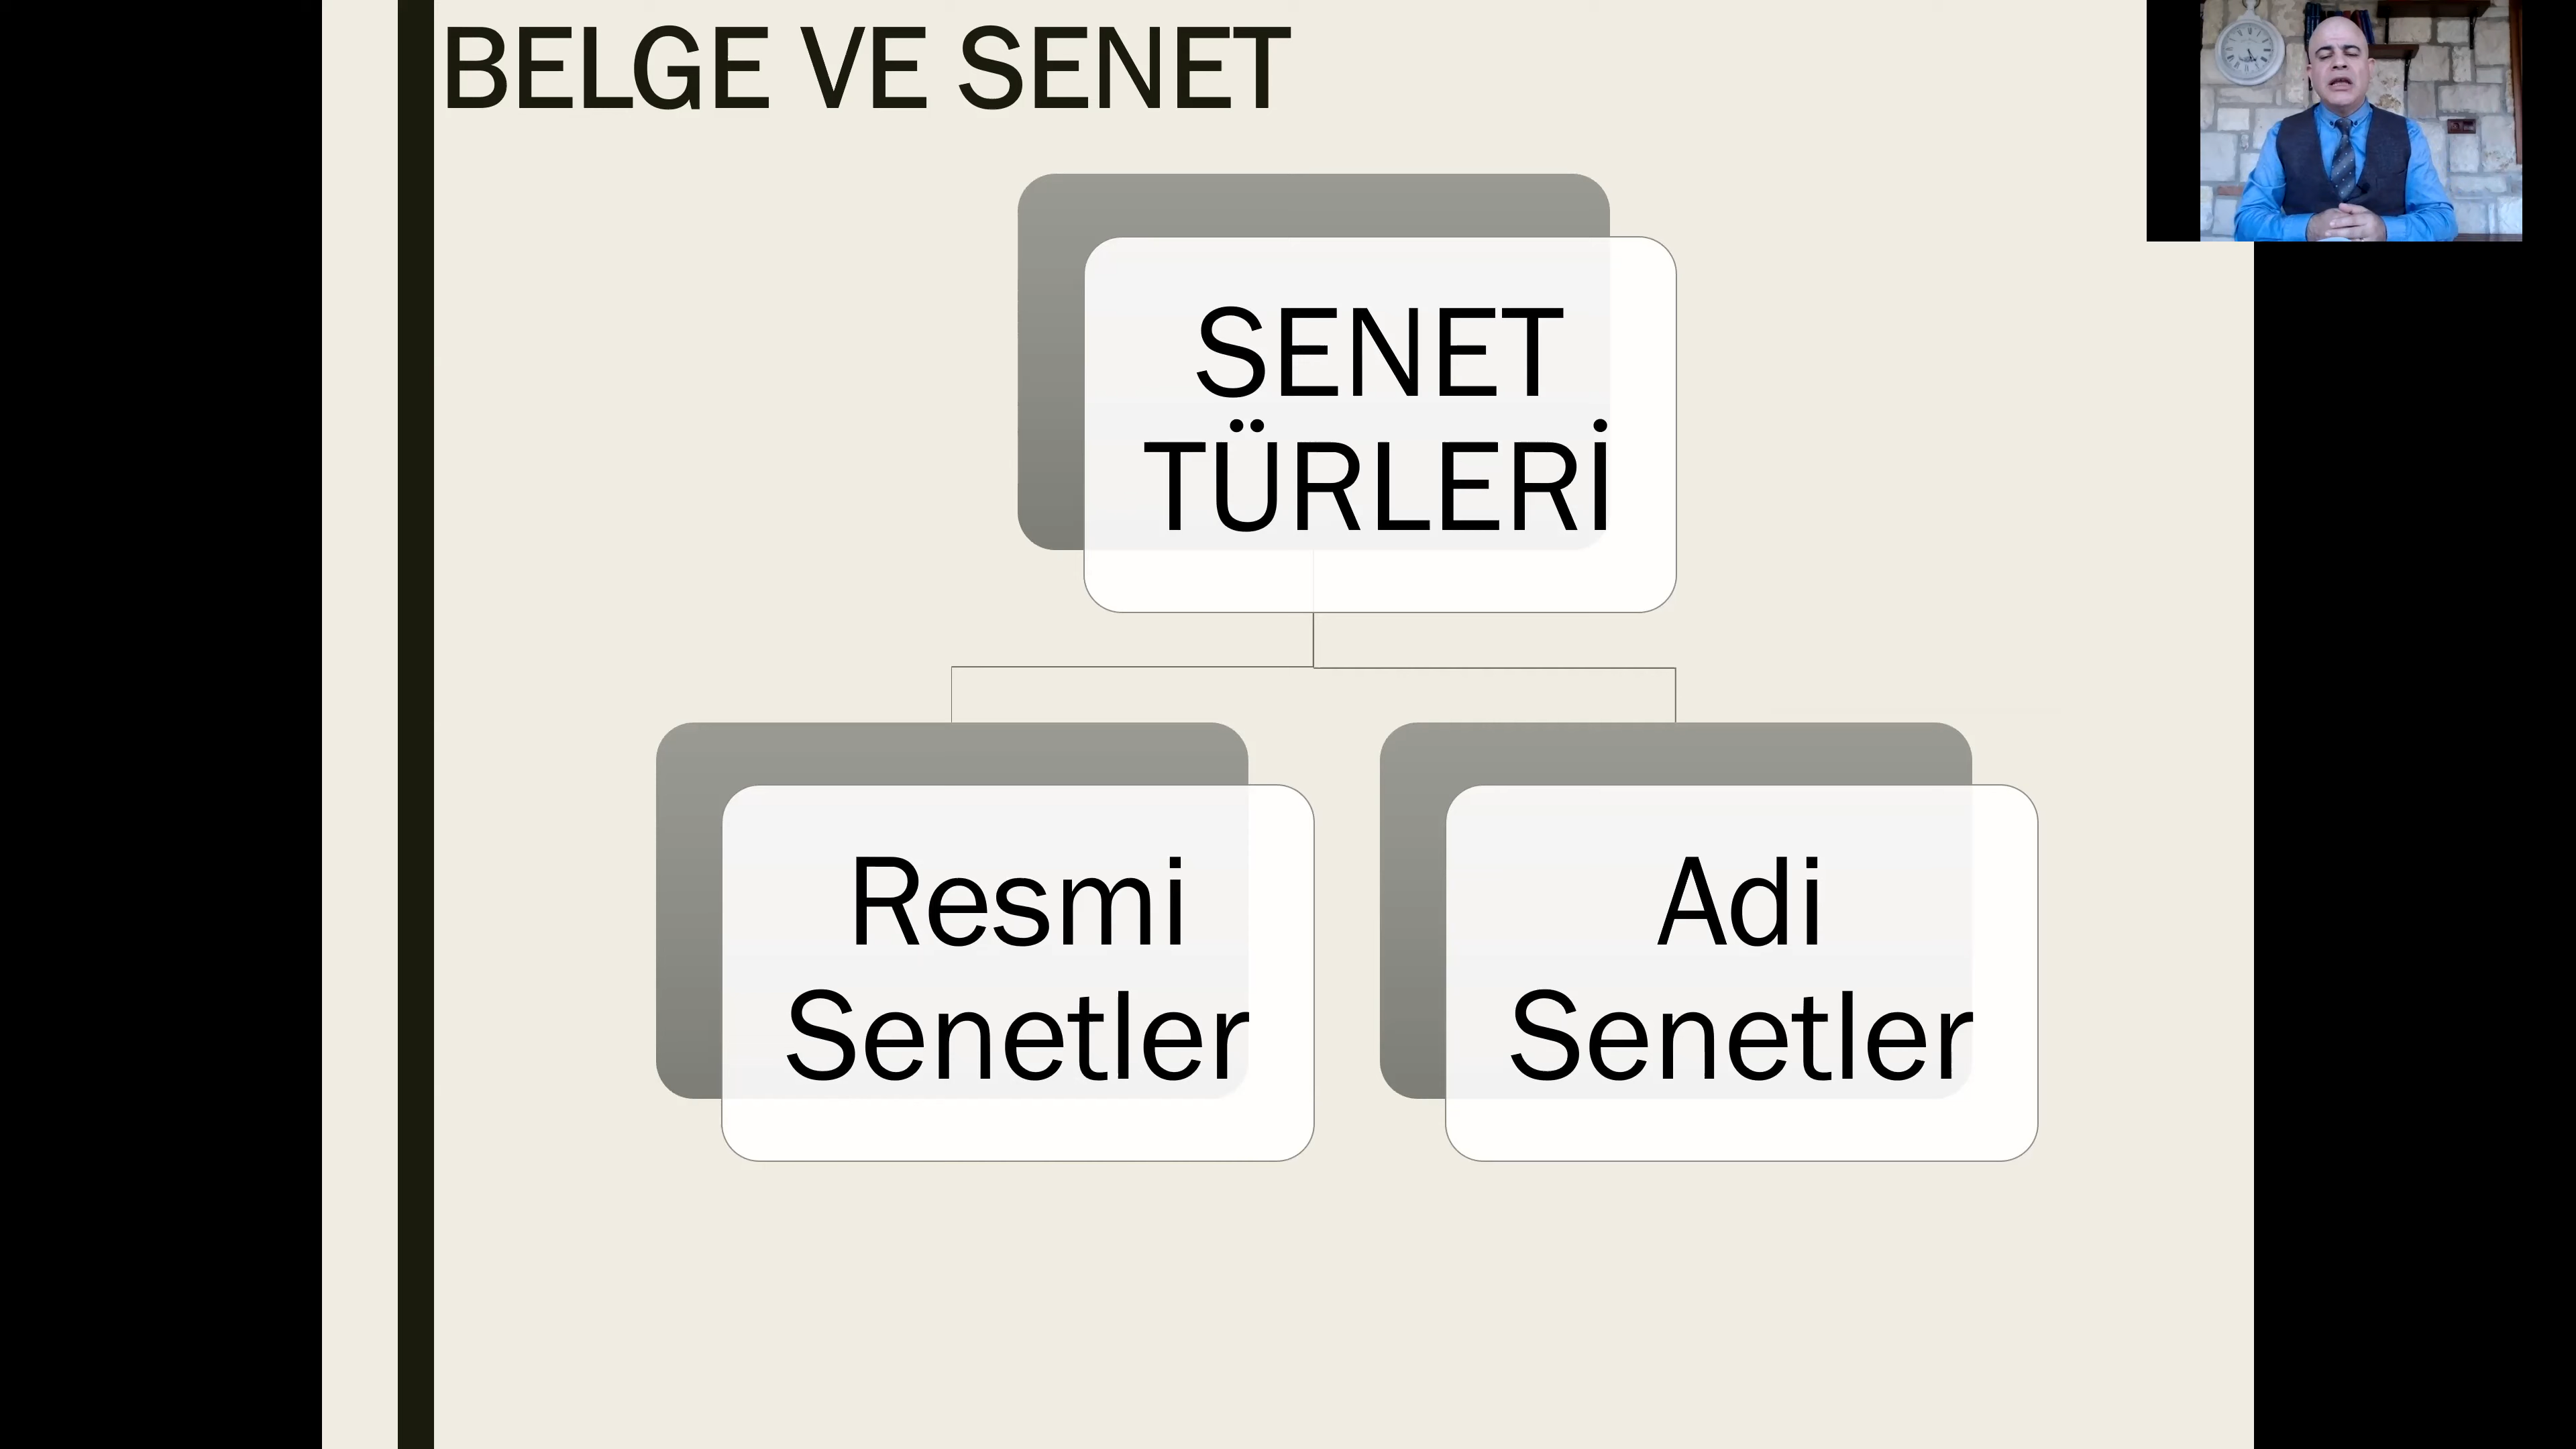 BELGE VE SENET
SENET
TÜRLERİ
Resmi
Senetler
Adi
Senetler